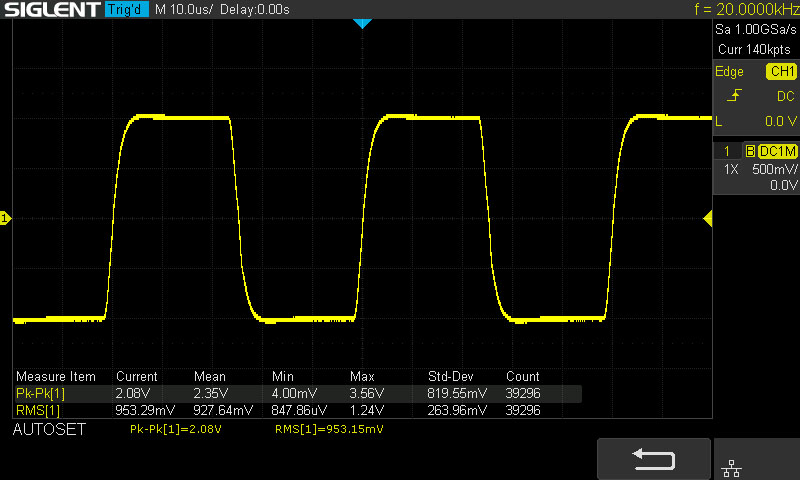 SIGLENT Trig'd M 10.0us/ Delay:0.00s f = 20.0000kHz
Sa 1.00GSa/s
Curr 140kpts
Edge CH1
DC
L 0.0 V
1 B DC1M
1X 500mV/
0.0V
1
Measure Item Current Mean Min Max Std-Dev Count
Pk-Pk[1] 2.08V 2.35V 4.00mV 3.56V 819.55mV 39296
RMS[1] 953.29mV 927.64mV 847.86uV 1.24V 263.96mV 39296
AUTOSET Pk-Pk[1]=2.08V RMS[1]=953.15mV